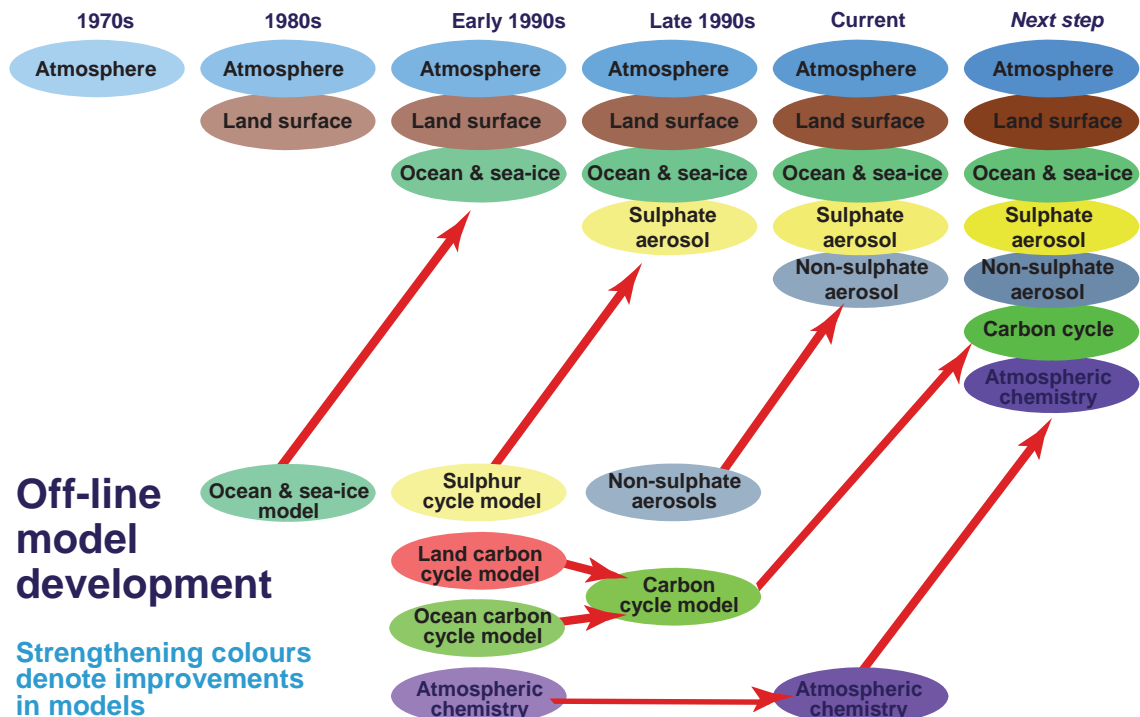 1970s 1980s Early 1990s Late 1990s Current Next step
Atmosphere Atmosphere Atmosphere Atmosphere Atmosphere Atmosphere
Land surface Land surface Land surface Land surface Land surface
Ocean & sea-ice Ocean & sea-ice Ocean & sea-ice Ocean & sea-ice
Sulphate Sulphate Sulphate
aerosol aerosol aerosol
Non-sulphate Non-sulphate
aerosol aerosol
Carbon cycle
Atmospheric
chemistry
Off-line
model
development
Strengthening colours
denote improvements
in models
Ocean & sea-ice
model
Sulphur
cycle model
Non-sulphate
aerosols
Land carbon
cycle model
Carbon
cycle model
Ocean carbon
cycle model
Atmospheric
chemistry
Atmospheric
chemistry